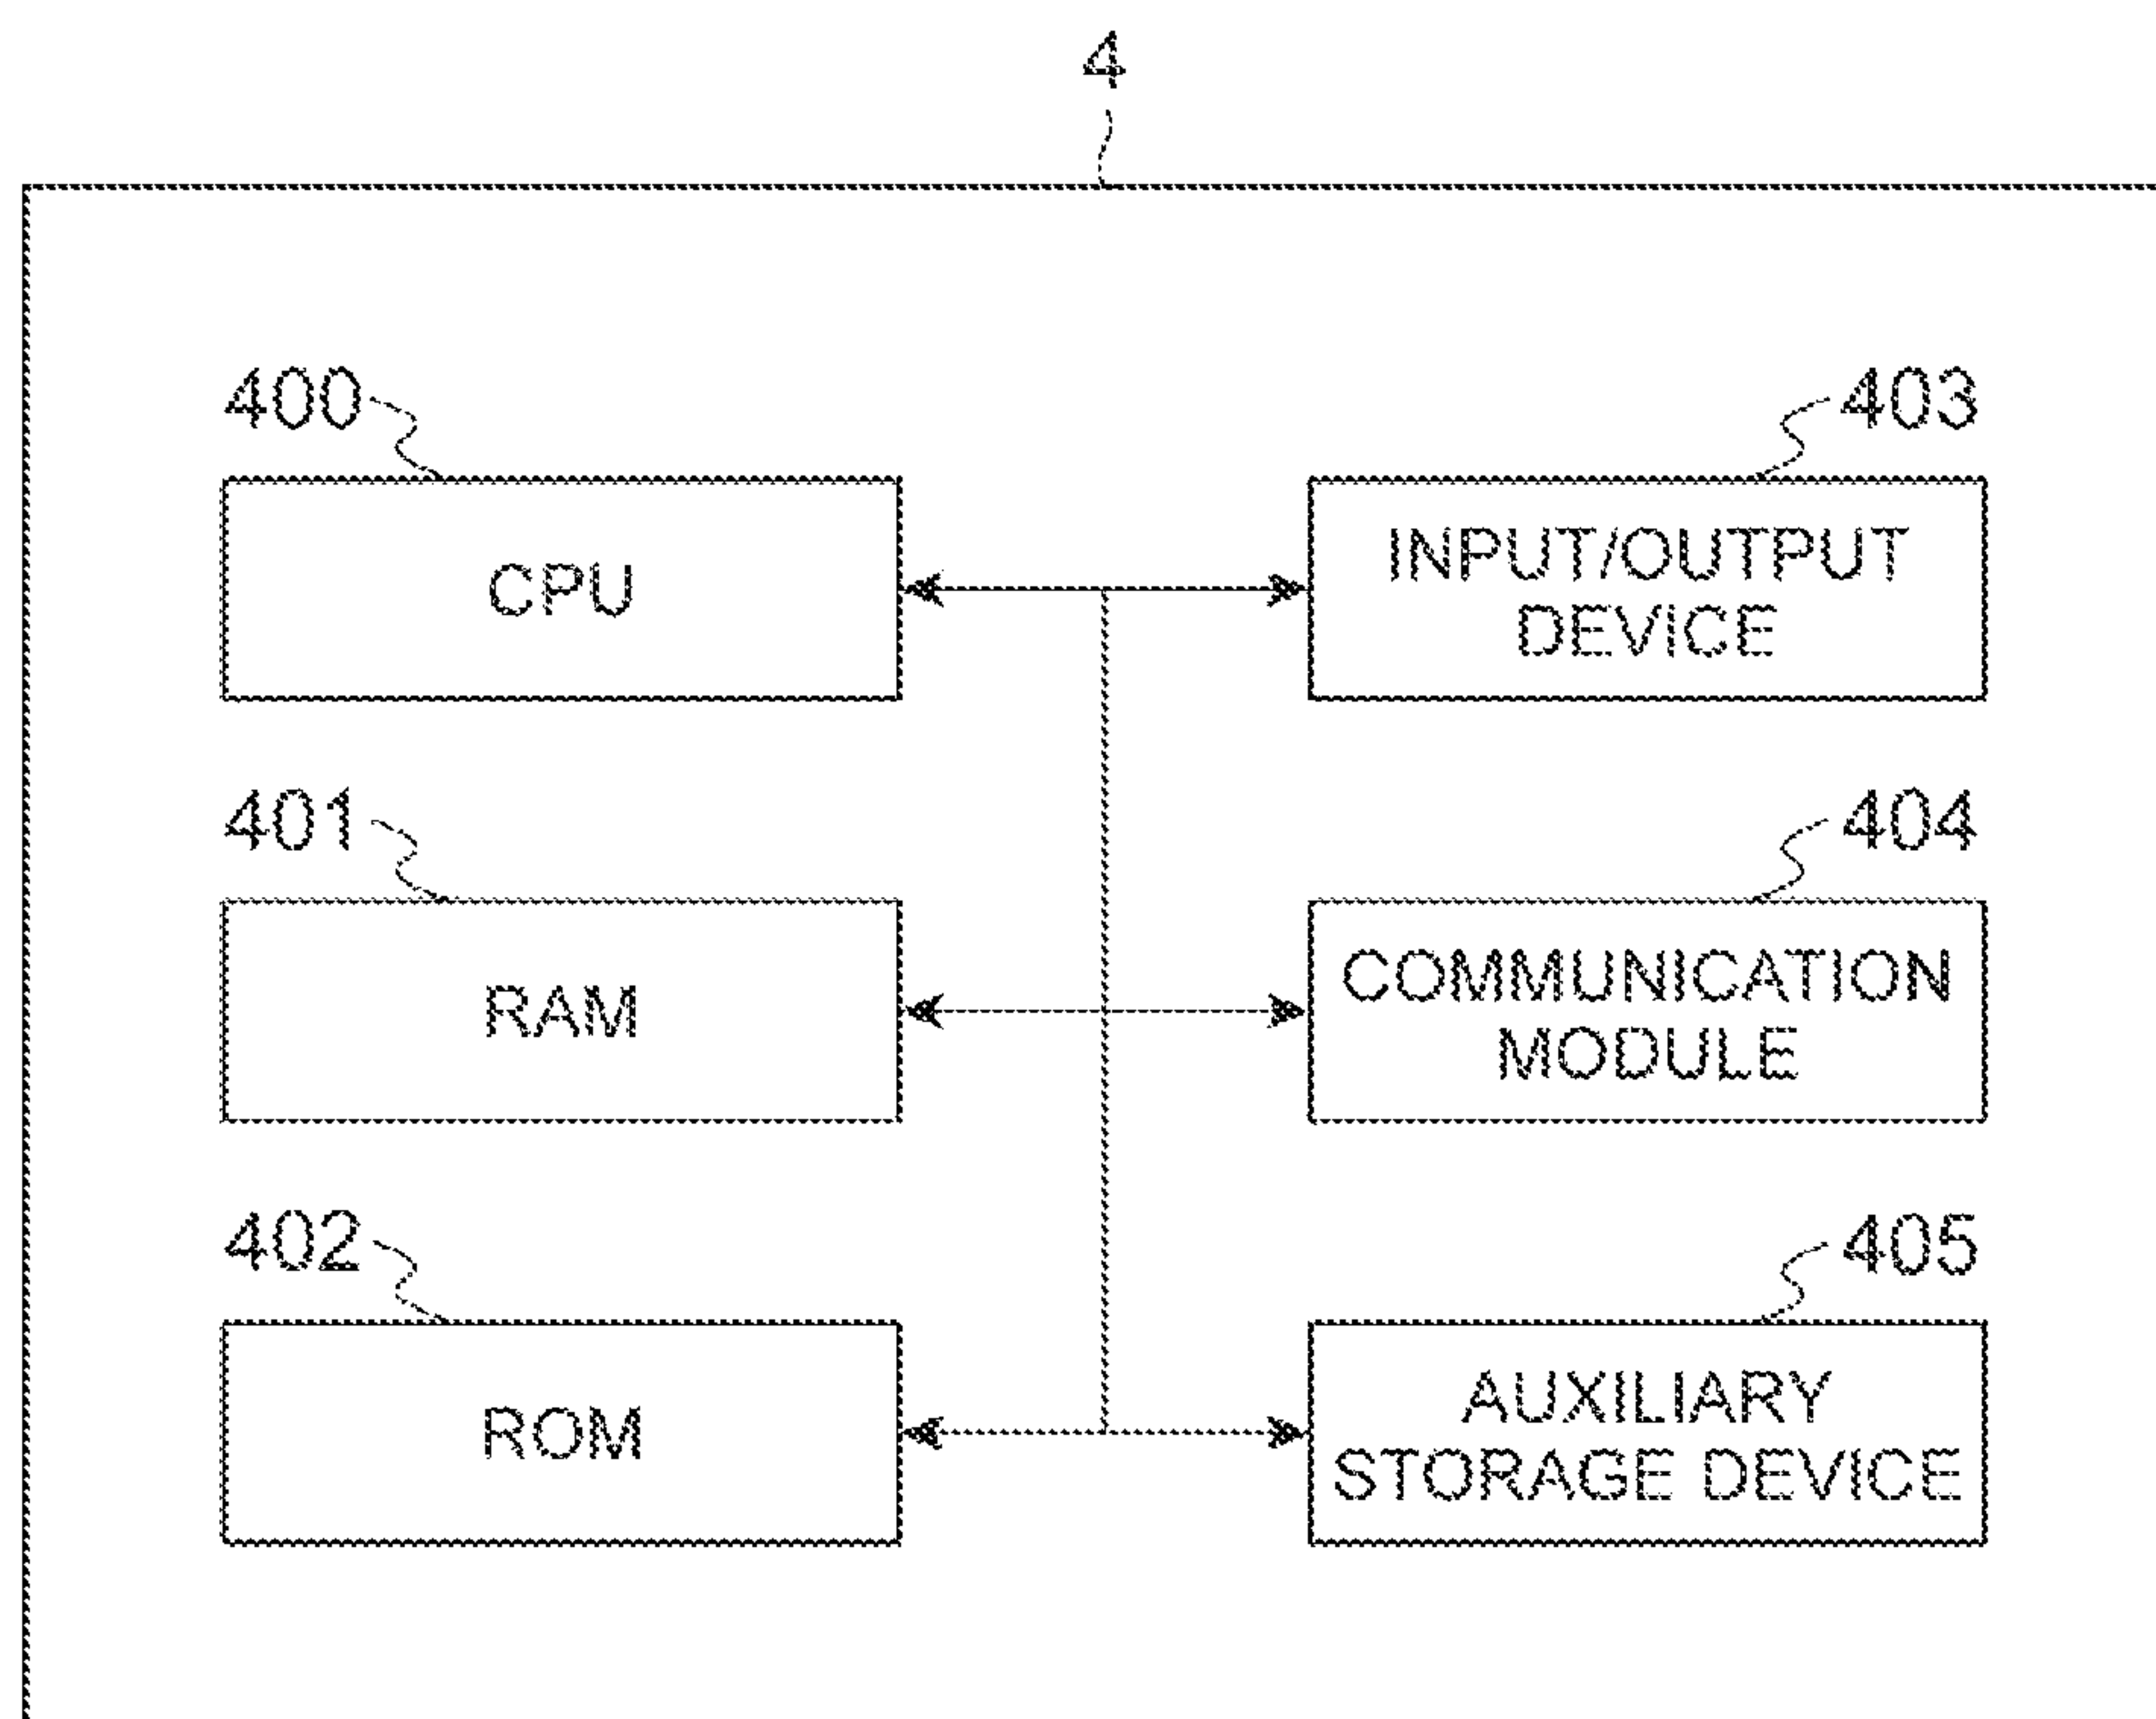 4
400
403
CPU
INPUT/OUTPUT
DEVICE
401
404
RAM
COMMUNICATION
MODULE
402
405
ROM
AUXILIARY
STORAGE DEVICE